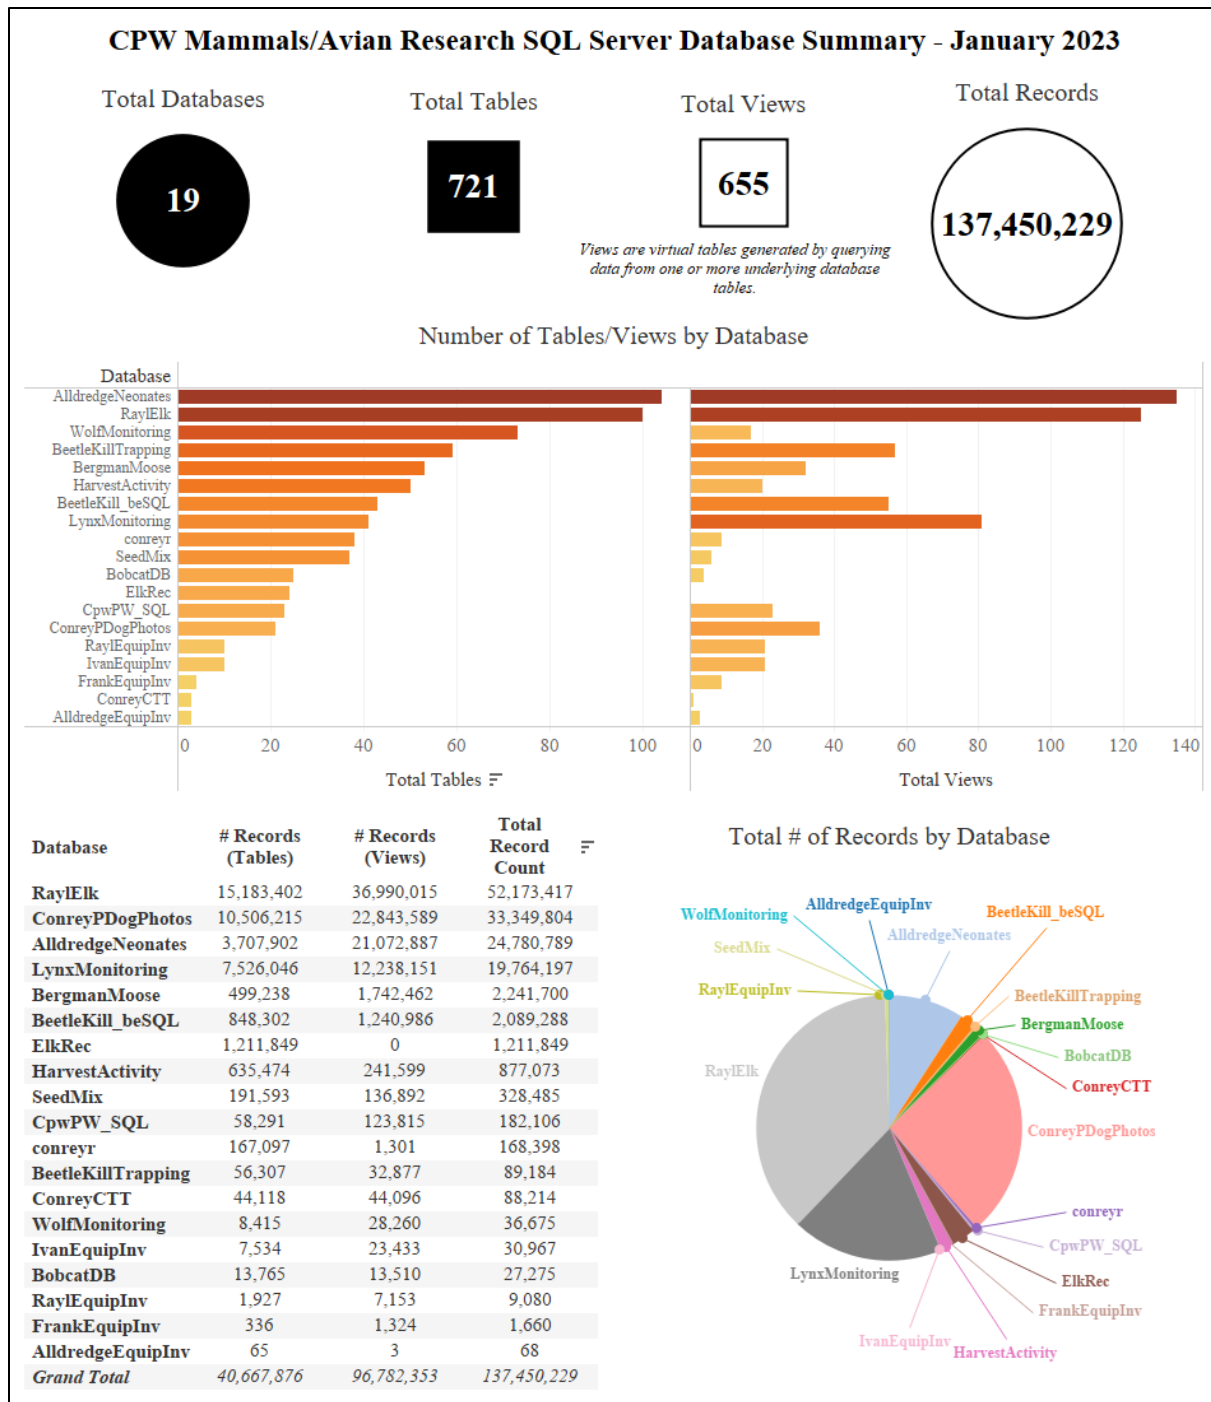 CPW Mammals/Avian Research SQL Server Database Summary - January 2023
Total Databases
19
Total Tables
721
Total Views
655
Views are virtual tables generated by querying
data from one or more underlying database
tables.
Total Records
137,450,229
Number of Tables/Views by Database
Database
AlldredgeNeonates
RaylElk
WolfMonitoring
BeetleKillTrapping
BergmanMoose
HarvestActivity
BeetleKill_beSQL
LynxMonitoring
conreyr
SeedMix
BobcatDB
ElkRec
CpwPW_SQL
ConreyPDogPhotos
RaylEquipInv
IvanEquipInv
FrankEquipInv
ConreyCTT
AlldredgeEquipInv
0 20 40 60 80 100
Total Tables
0 20 40 60 80 100 120 140
Total Views
Database # Records (Tables) # Records (Views) Total Record Count
RaylElk 15,183,402 36,990,015 52,173,417
ConreyPDogPhotos 10,506,215 22,843,589 33,349,804
AlldredgeNeonates 3,707,902 21,072,887 24,780,789
LynxMonitoring 7,526,046 12,238,151 19,764,197
BergmanMoose 499,238 1,742,462 2,241,700
BeetleKill_beSQL 848,302 1,240,986 2,089,288
ElkRec 1,211,849 0 1,211,849
HarvestActivity 635,474 241,599 877,073
SeedMix 191,593 136,892 328,485
CpwPW_SQL 58,291 123,815 182,106
conreyr 167,097 1,301 168,398
BeetleKillTrapping 56,307 32,877 89,184
ConreyCTT 44,118 44,096 88,214
WolfMonitoring 8,415 28,260 36,675
IvanEquipInv 7,534 23,433 30,967
BobcatDB 13,765 13,510 27,275
RaylEquipInv 1,927 7,153 9,080
FrankEquipInv 336 1,324 1,660
AlldredgeEquipInv 65 3 68
Grand Total 40,667,876 96,782,353 137,450,229
Total # of Records by Database
AlldredgeEquipInv
WolfMonitoring
BeetleKill_beSQL
AlldredgeNeonates
SeedMix
RaylEquipInv
BeetleKillTrapping
BergmanMoose
BobcatDB
RaylElk
ConreyCTT
ConreyPDogPhotos
conreyr
CpwPW_SQL
LynxMonitoring
ElkRec
FrankEquipInv
IvanEquipInv
HarvestActivity